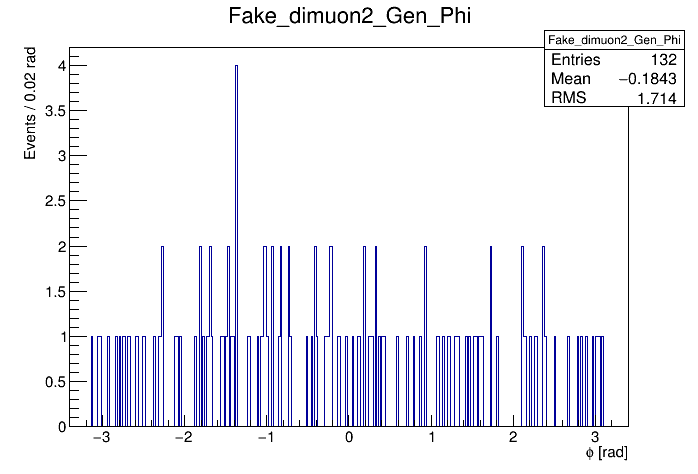 Fake_dimuon2_Gen_Phi
Fake_dimuon2_Gen_Phi
Entries 132
Mean −0.1843
RMS 1.714
Events / 0.02 rad
4
3.5
3
2.5
2
1.5
1
0.5
0
−3 −2 −1 0 1 2 3
ϕ [rad]